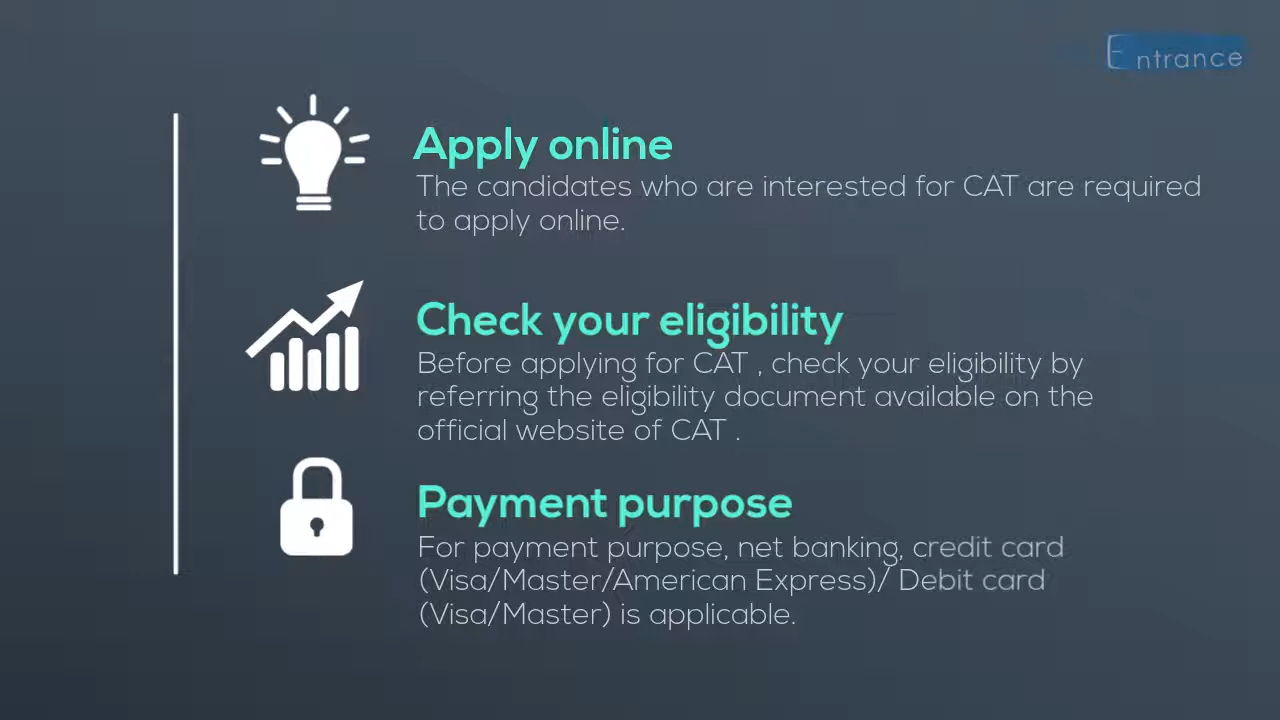 Entrance
Apply online
The candidates who are interested for CAT are required
to apply online.
Check your eligibility
Before applying for CAT , check your eligibility by
referring the eligibility document available on the
official website of CAT .
Payment purpose
For payment purpose, net banking, credit card
(Visa/Master/American Express)/ Debit card
(Visa/Master) is applicable.